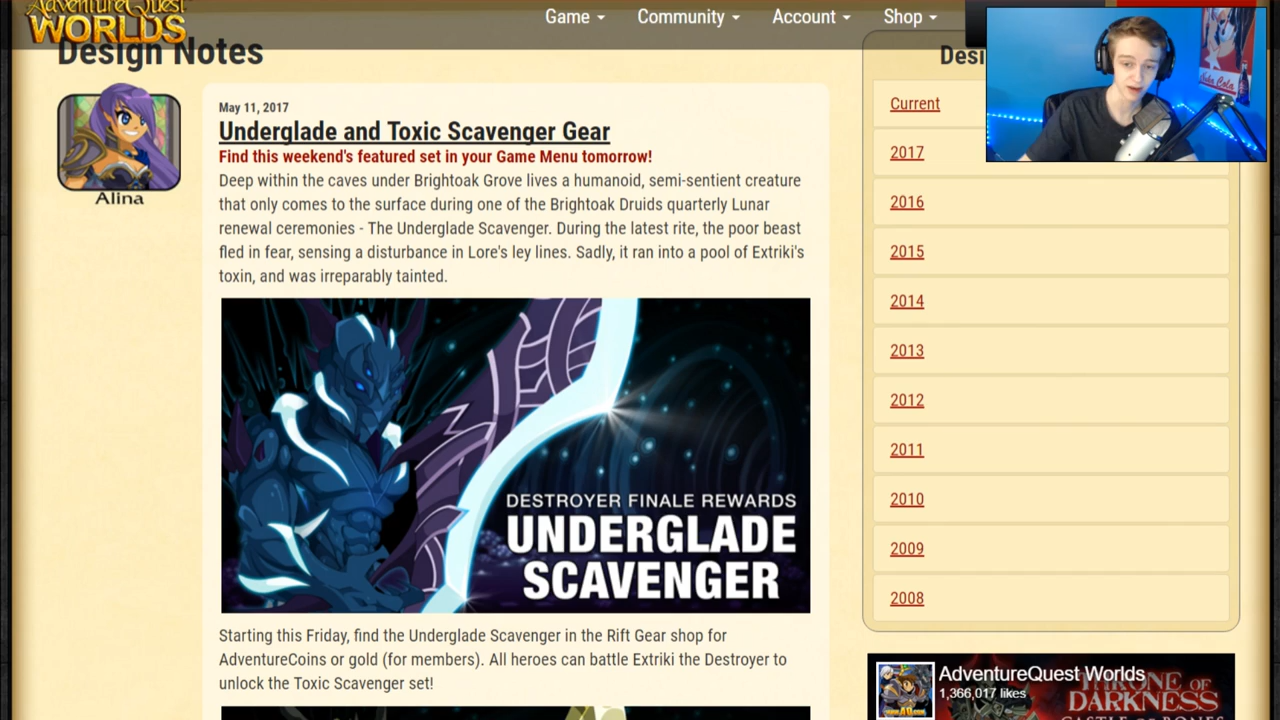 AdventureQuest
WORLDS
Game
Community
Account
Shop
Design Notes
Alina
May 11, 2017
Underglade and Toxic Scavenger Gear
Find this weekend's featured set in your Game Menu tomorrow!
Deep within the caves under Brightoak Grove lives a humanoid, semi-sentient creature
that only comes to the surface during one of the Brightoak Druids quarterly Lunar
renewal ceremonies - The Underglade Scavenger. During the latest rite, the poor beast
fled in fear, sensing a disturbance in Lore's ley lines. Sadly, it ran into a pool of Extriki's
toxin, and was irreparably tainted.
DESTROYER FINALE REWARDS
UNDERGLADE
SCAVENGER
Starting this Friday, find the Underglade Scavenger in the Rift Gear shop for
AdventureCoins or gold (for members). All heroes can battle Extriki the Destroyer to
unlock the Toxic Scavenger set!
Desi
Current
2017
2016
2015
2014
2013
2012
2011
2010
2009
2008
Nuka Cola
AdventureQuest Worlds
1,366,017 likes
THRONE OF
DARKNESS
CASTLE OF BONES